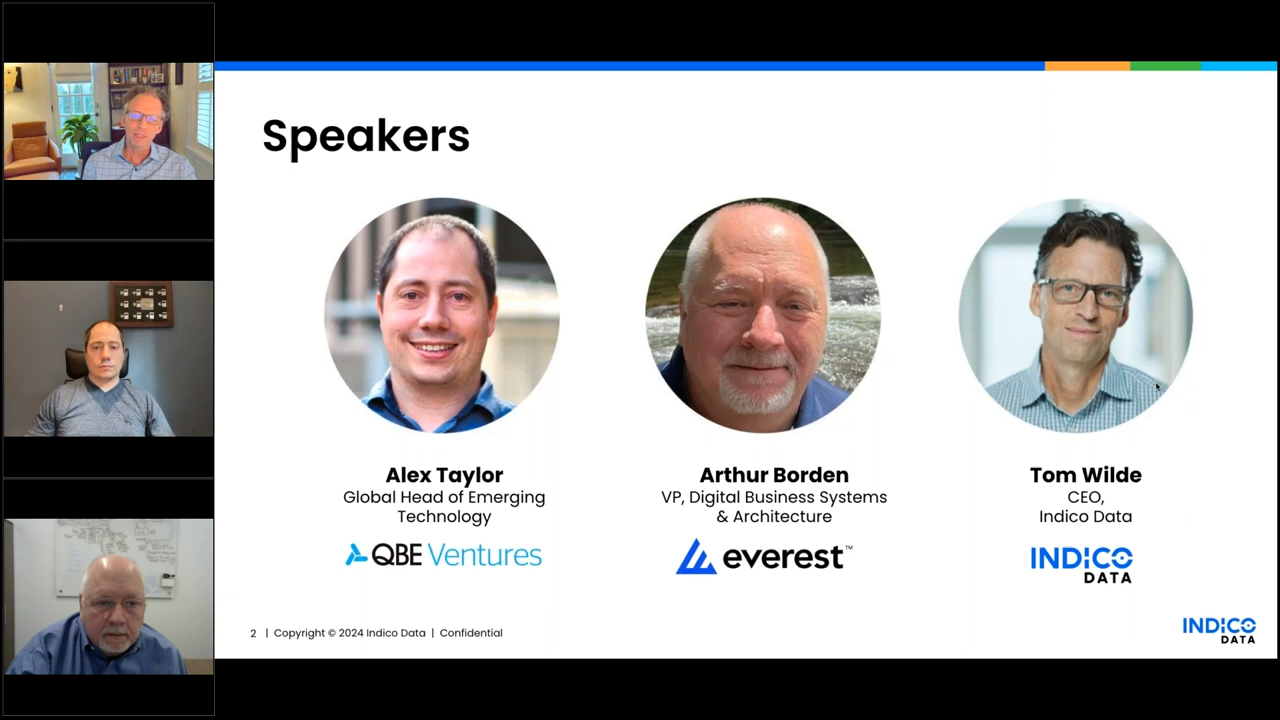 Speakers
Alex Taylor
Global Head of Emerging
Technology
QBE Ventures
Arthur Borden
VP, Digital Business Systems
& Architecture
everest™
Tom Wilde
CEO,
Indico Data
INDICO
DATA
2 | Copyright © 2024 Indico Data | Confidential
INDICO
DATA